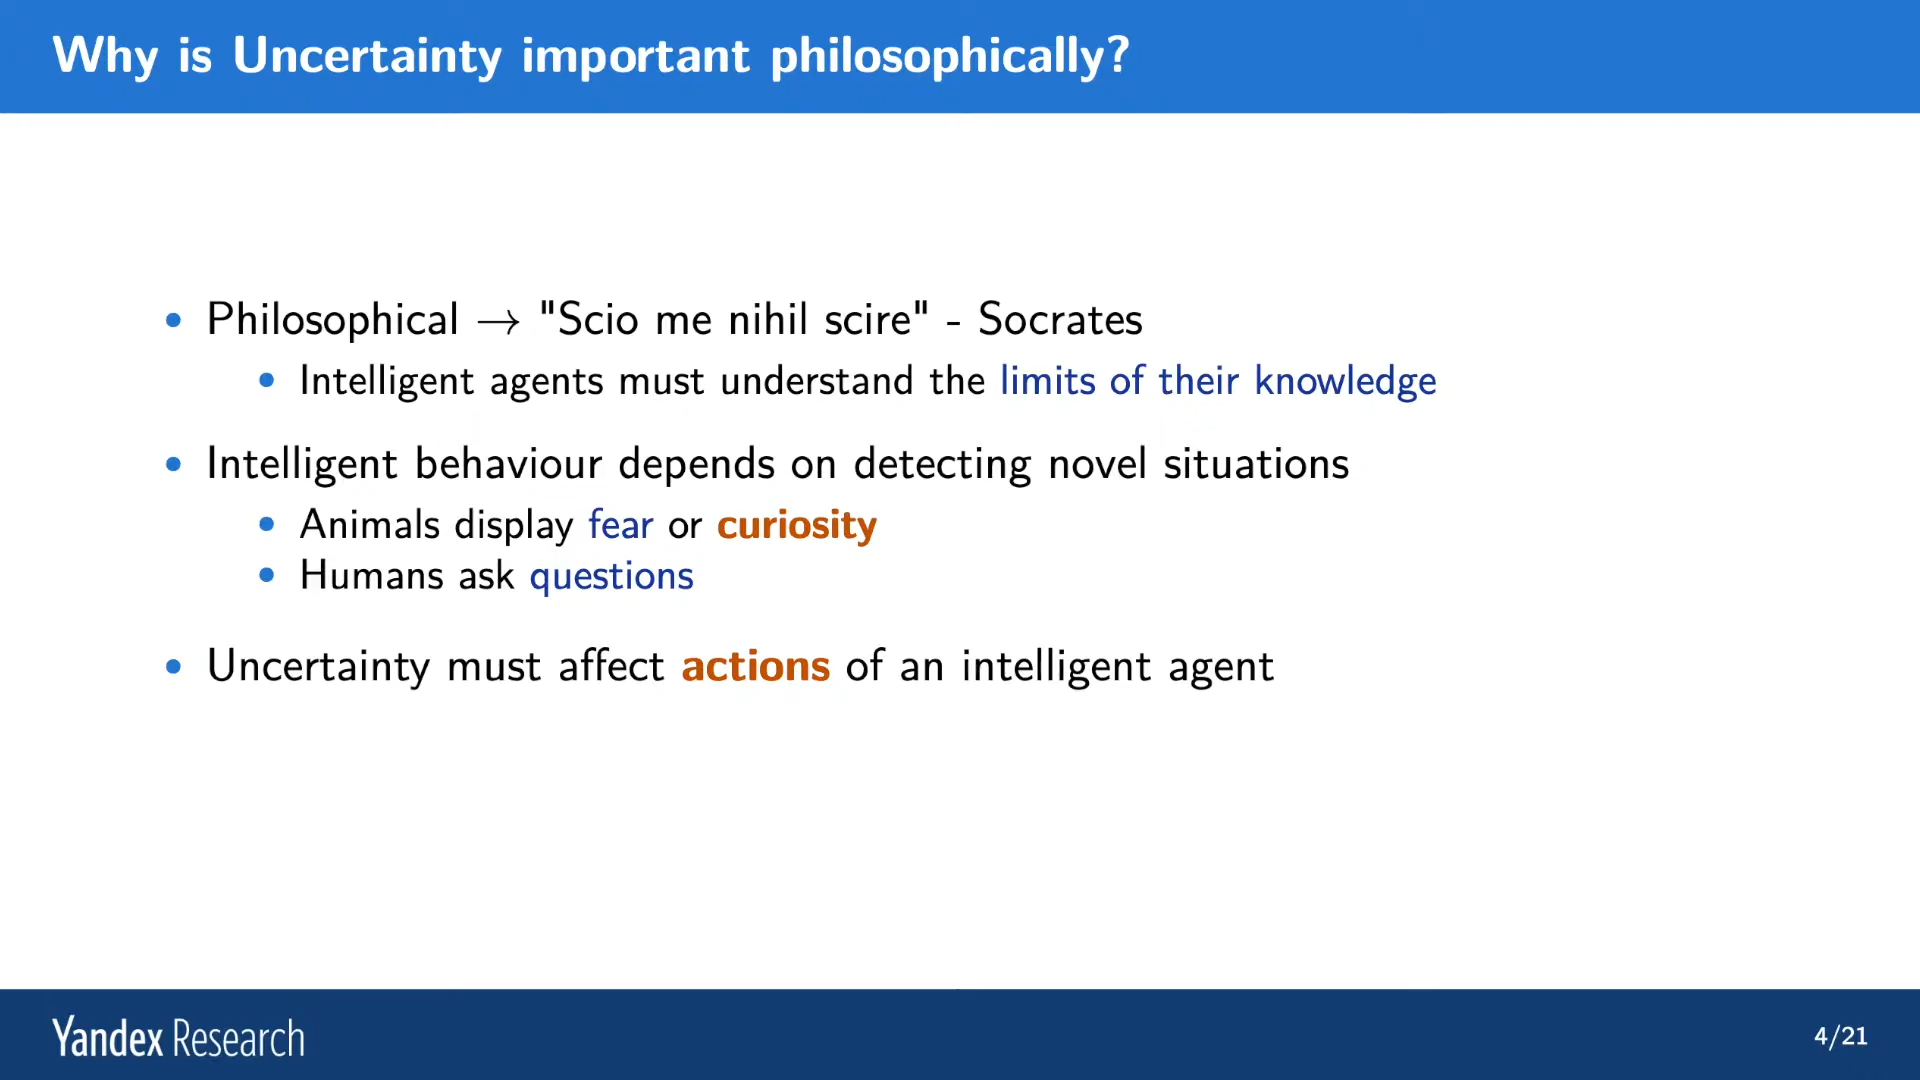 Why is Uncertainty important philosophically?
• Philosophical → "Scio me nihil scire" - Socrates
• Intelligent agents must understand the limits of their knowledge
• Intelligent behaviour depends on detecting novel situations
• Animals display fear or curiosity
• Humans ask questions
• Uncertainty must affect actions of an intelligent agent
Yandex Research
4/21